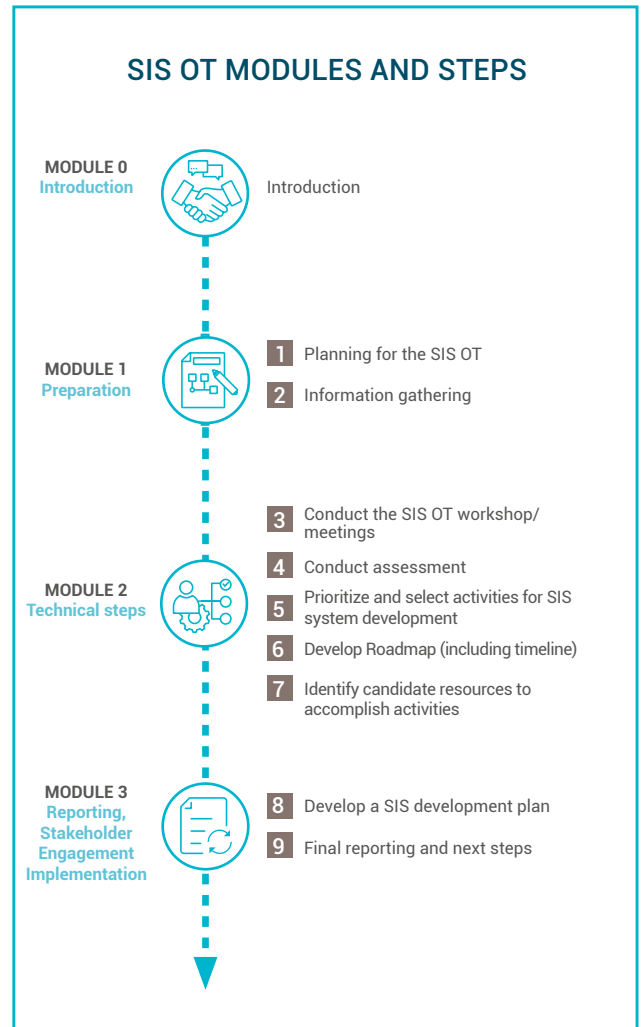 SIS OT MODULES AND STEPS
MODULE 0
Introduction
Introduction
MODULE 1
Preparation
1 Planning for the SIS OT
2 Information gathering
MODULE 2
Technical steps
3 Conduct the SIS OT workshop/
meetings
4 Conduct assessment
5 Prioritize and select activities for SIS
system development
6 Develop Roadmap (including timeline)
7 Identify candidate resources to
accomplish activities
MODULE 3
Reporting,
Stakeholder
Engagement
Implementation
8 Develop a SIS development plan
9 Final reporting and next steps